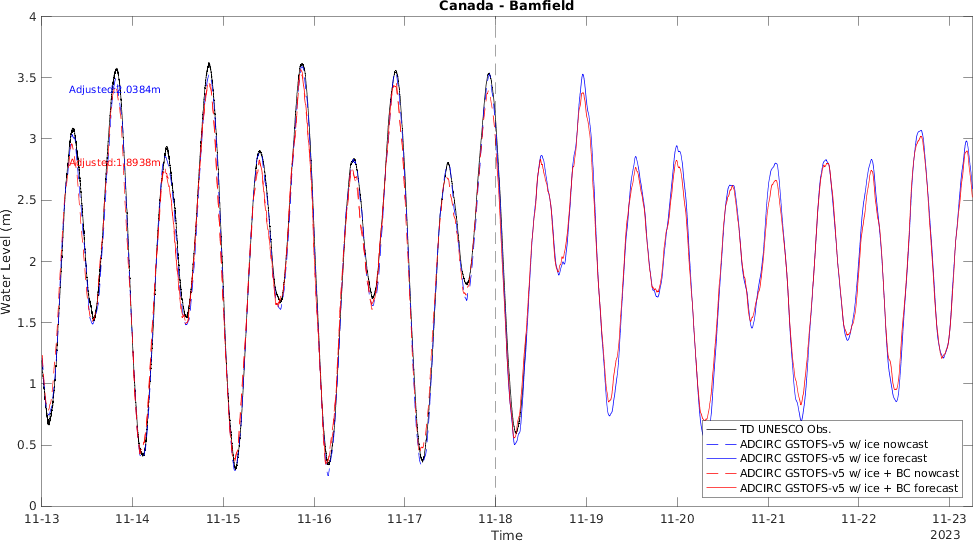 Canada - Bamfield
4
3.5
3
2.5
2
1.5
1
0.5
0
Water Level (m)
Adjusted:2.0384m
Adjusted:1.8938m
TD UNESCO Obs.
ADCIRC GSTOFS-v5 w/ ice nowcast
ADCIRC GSTOFS-v5 w/ ice forecast
ADCIRC GSTOFS-v5 w/ ice + BC nowcast
ADCIRC GSTOFS-v5 w/ ice + BC forecast
11-13 11-14 11-15 11-16 11-17 11-18 11-19 11-20 11-21 11-22 11-23
Time
2023